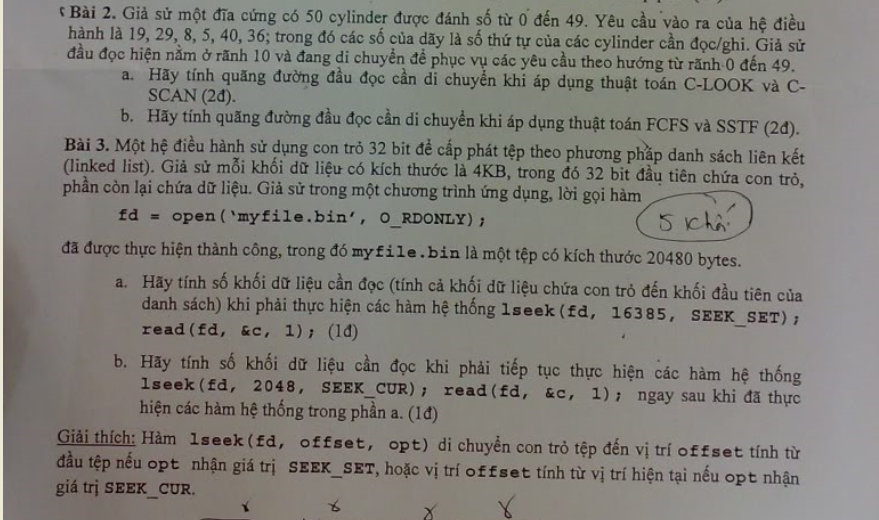 Bài 2. Giả sử một đĩa cứng có 50 cylinder được đánh số từ 0 đến 49. Yêu cầu vào ra của hệ điều
hành là 19, 29, 8, 5, 40, 36; trong đó các số của dãy là số thứ tự của các cylinder cần đọc/ghi. Giả sử
đầu đọc hiện nằm ở rãnh 10 và đang di chuyển để phục vụ các yêu cầu theo hướng từ rãnh 0 đến 49.
a. Hãy tính quãng đường đầu đọc cần di chuyển khi áp dụng thuật toán C-LOOK và C-
SCAN (2đ).
b. Hãy tính quãng đường đầu đọc cần di chuyển khi áp dụng thuật toán FCFS và SSTF (2đ).
Bài 3. Một hệ điều hành sử dụng con trỏ 32 bit để cấp phát tệp theo phương pháp danh sách liên kết
(linked list). Giả sử mỗi khối dữ liệu có kích thước là 4KB, trong đó 32 bit đầu tiên chứa con trỏ,
phần còn lại chứa dữ liệu. Giả sử trong một chương trình ứng dụng, lời gọi hàm
fd = open('myfile.bin', O_RDONLY);
5 khối
đã được thực hiện thành công, trong đó myfile.bin là một tệp có kích thước 20480 bytes.
a. Hãy tính số khối dữ liệu cần đọc (tính cả khối dữ liệu chứa con trỏ đến khối đầu tiên của
danh sách) khi phải thực hiện các hàm hệ thống lseek(fd, 16385, SEEK_SET);
read(fd, &c, 1); (1đ)
b. Hãy tính số khối dữ liệu cần đọc khi phải tiếp tục thực hiện các hàm hệ thống
lseek(fd, 2048, SEEK_CUR); read(fd, &c, 1); ngay sau khi đã thực
hiện các hàm hệ thống trong phần a. (1đ)
Giải thích: Hàm lseek(fd, offset, opt) di chuyển con trỏ tệp đến vị trí offset tính từ
đầu tệp nếu opt nhận giá trị SEEK_SET, hoặc vị trí offset tính từ vị trí hiện tại nếu opt nhận
giá trị SEEK_CUR.